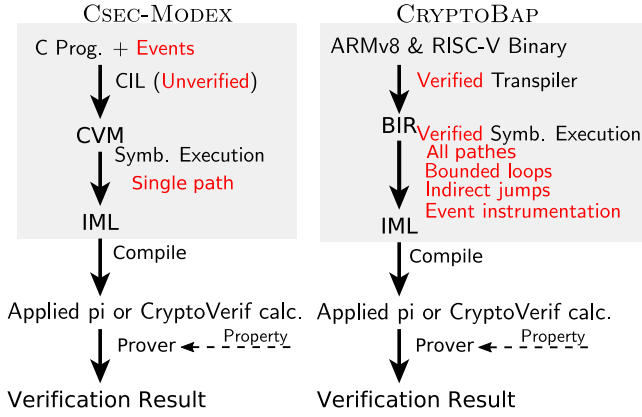 CSEC-MODEX
C Prog. + Events
CIL (Unverified)
CVM
Symb. Execution
Single path
IML
Compile
Applied pi or CryptoVerif calc.
Prover
Property
Verification Result
CRYPTOBAP
ARMv8 & RISC-V Binary
Verified Transpiler
BIR
Verified Symb. Execution
All pathes
Bounded loops
Indirect jumps
Event instrumentation
IML
Compile
Applied pi or CryptoVerif calc.
Prover
Property
Verification Result